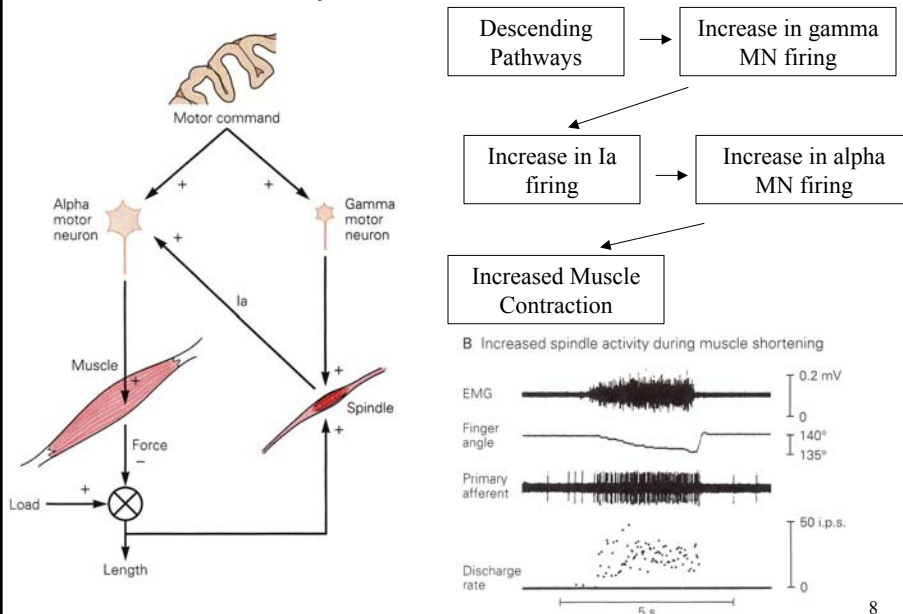 Motor command
+ +
Alpha
motor
neuron
Gamma
motor
neuron
+
Ia
Muscle
+
+
Spindle
+
Force
−
Load
+
Length
Descending
Pathways
Increase in gamma
MN firing
Increase in Ia
firing
Increase in alpha
MN firing
Increased Muscle
Contraction
B Increased spindle activity during muscle shortening
EMG
0.2 mV
0
Finger
angle
140°
135°
Primary
afferent
50 i.p.s.
Discharge
rate
0
5 s
8